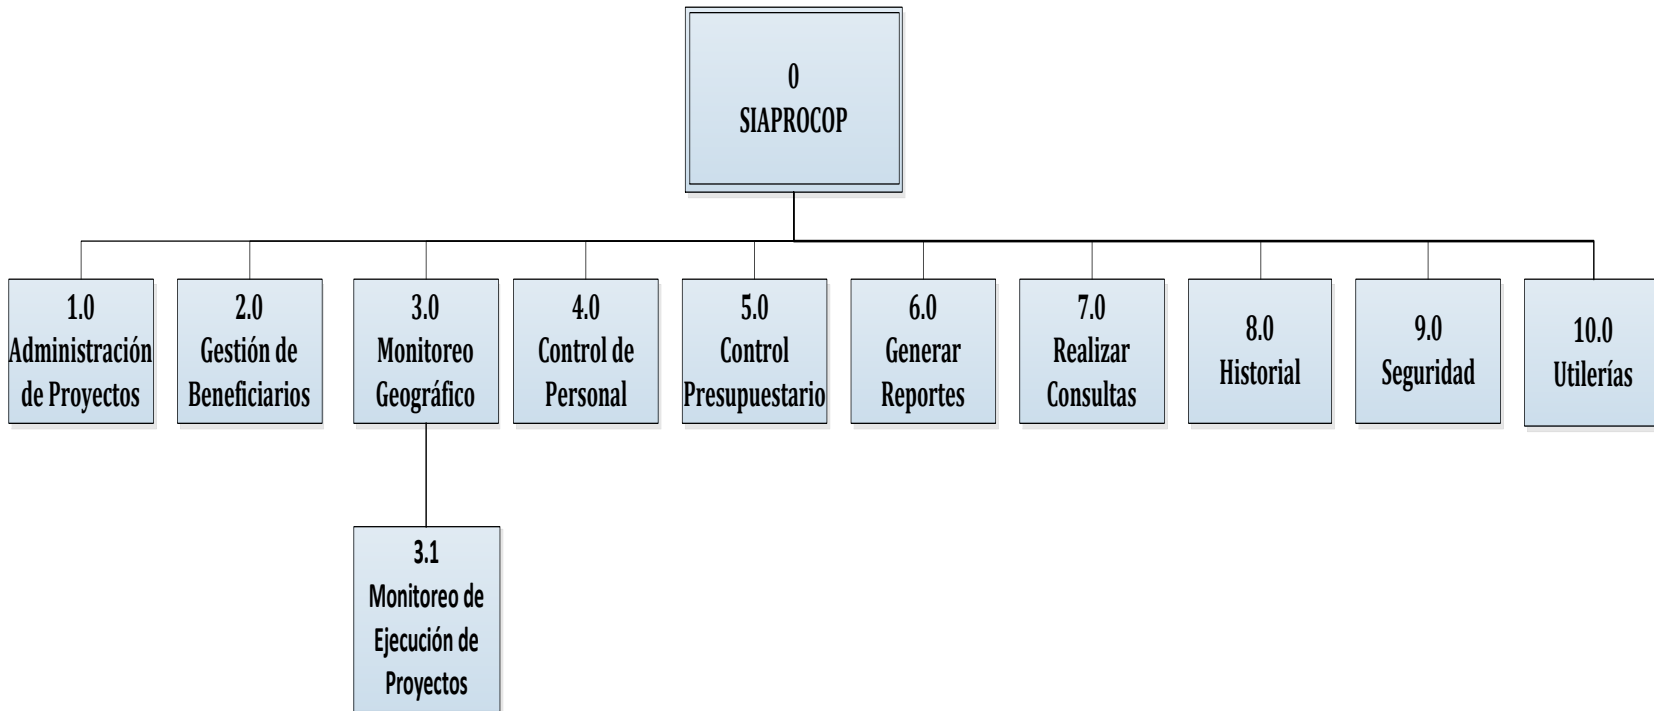 0
SIAPROCOP
1.0
Administración
de Proyectos
2.0
Gestión de
Beneficiarios
3.0
Monitoreo
Geográfico
4.0
Control de
Personal
5.0
Control
Presupuestario
6.0
Generar
Reportes
7.0
Realizar
Consultas
8.0
Historial
9.0
Seguridad
10.0
Utilerías
3.1
Monitoreo de
Ejecución de
Proyectos